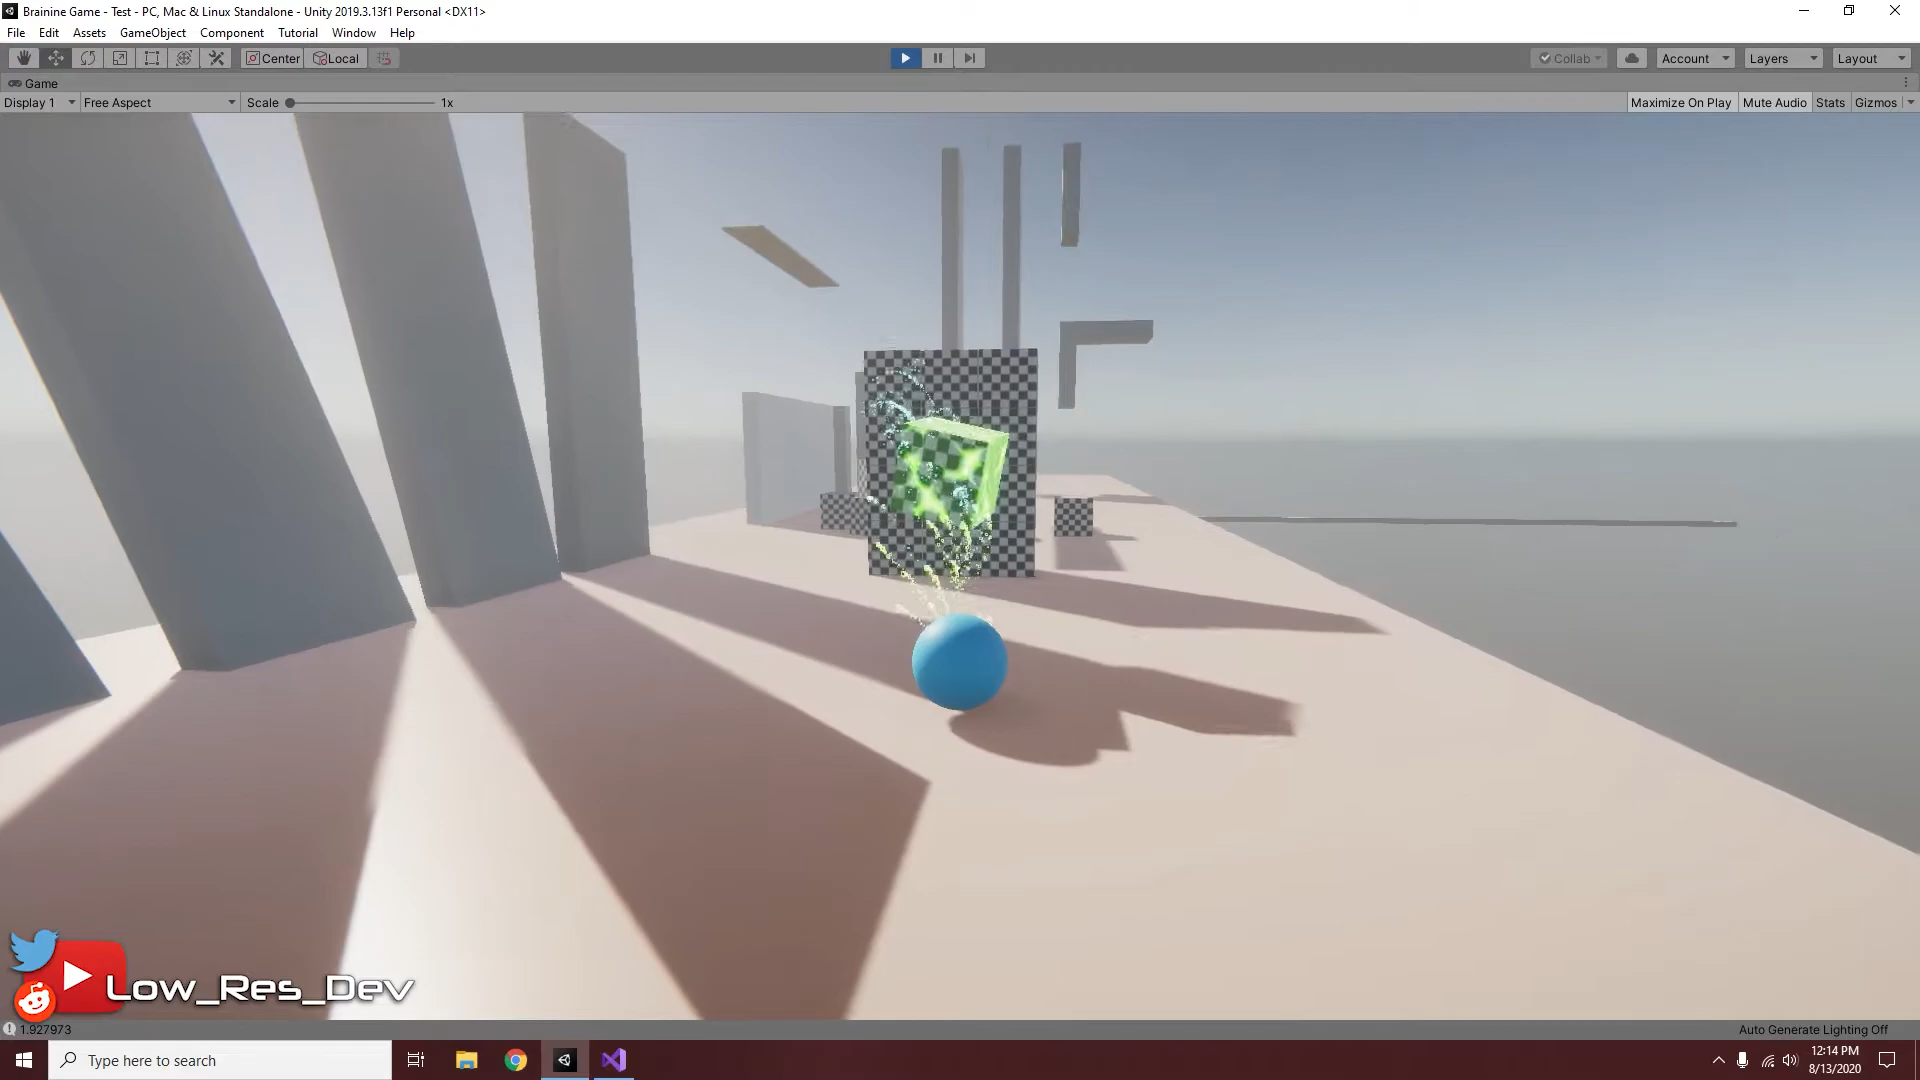 Brainine Game - Test - PC, Mac & Linux Standalone - Unity 2019.3.13f1 Personal <DX11>
File Edit Assets GameObject Component Tutorial Window Help
Center Local Collab Account Layers Layout
Game
Display 1 Free Aspect Scale 1x Maximize On Play Mute Audio Stats Gizmos
Low_Res_Dev
1.927973 Auto Generate Lighting Off
Type here to search
12:14 PM
8/13/2020